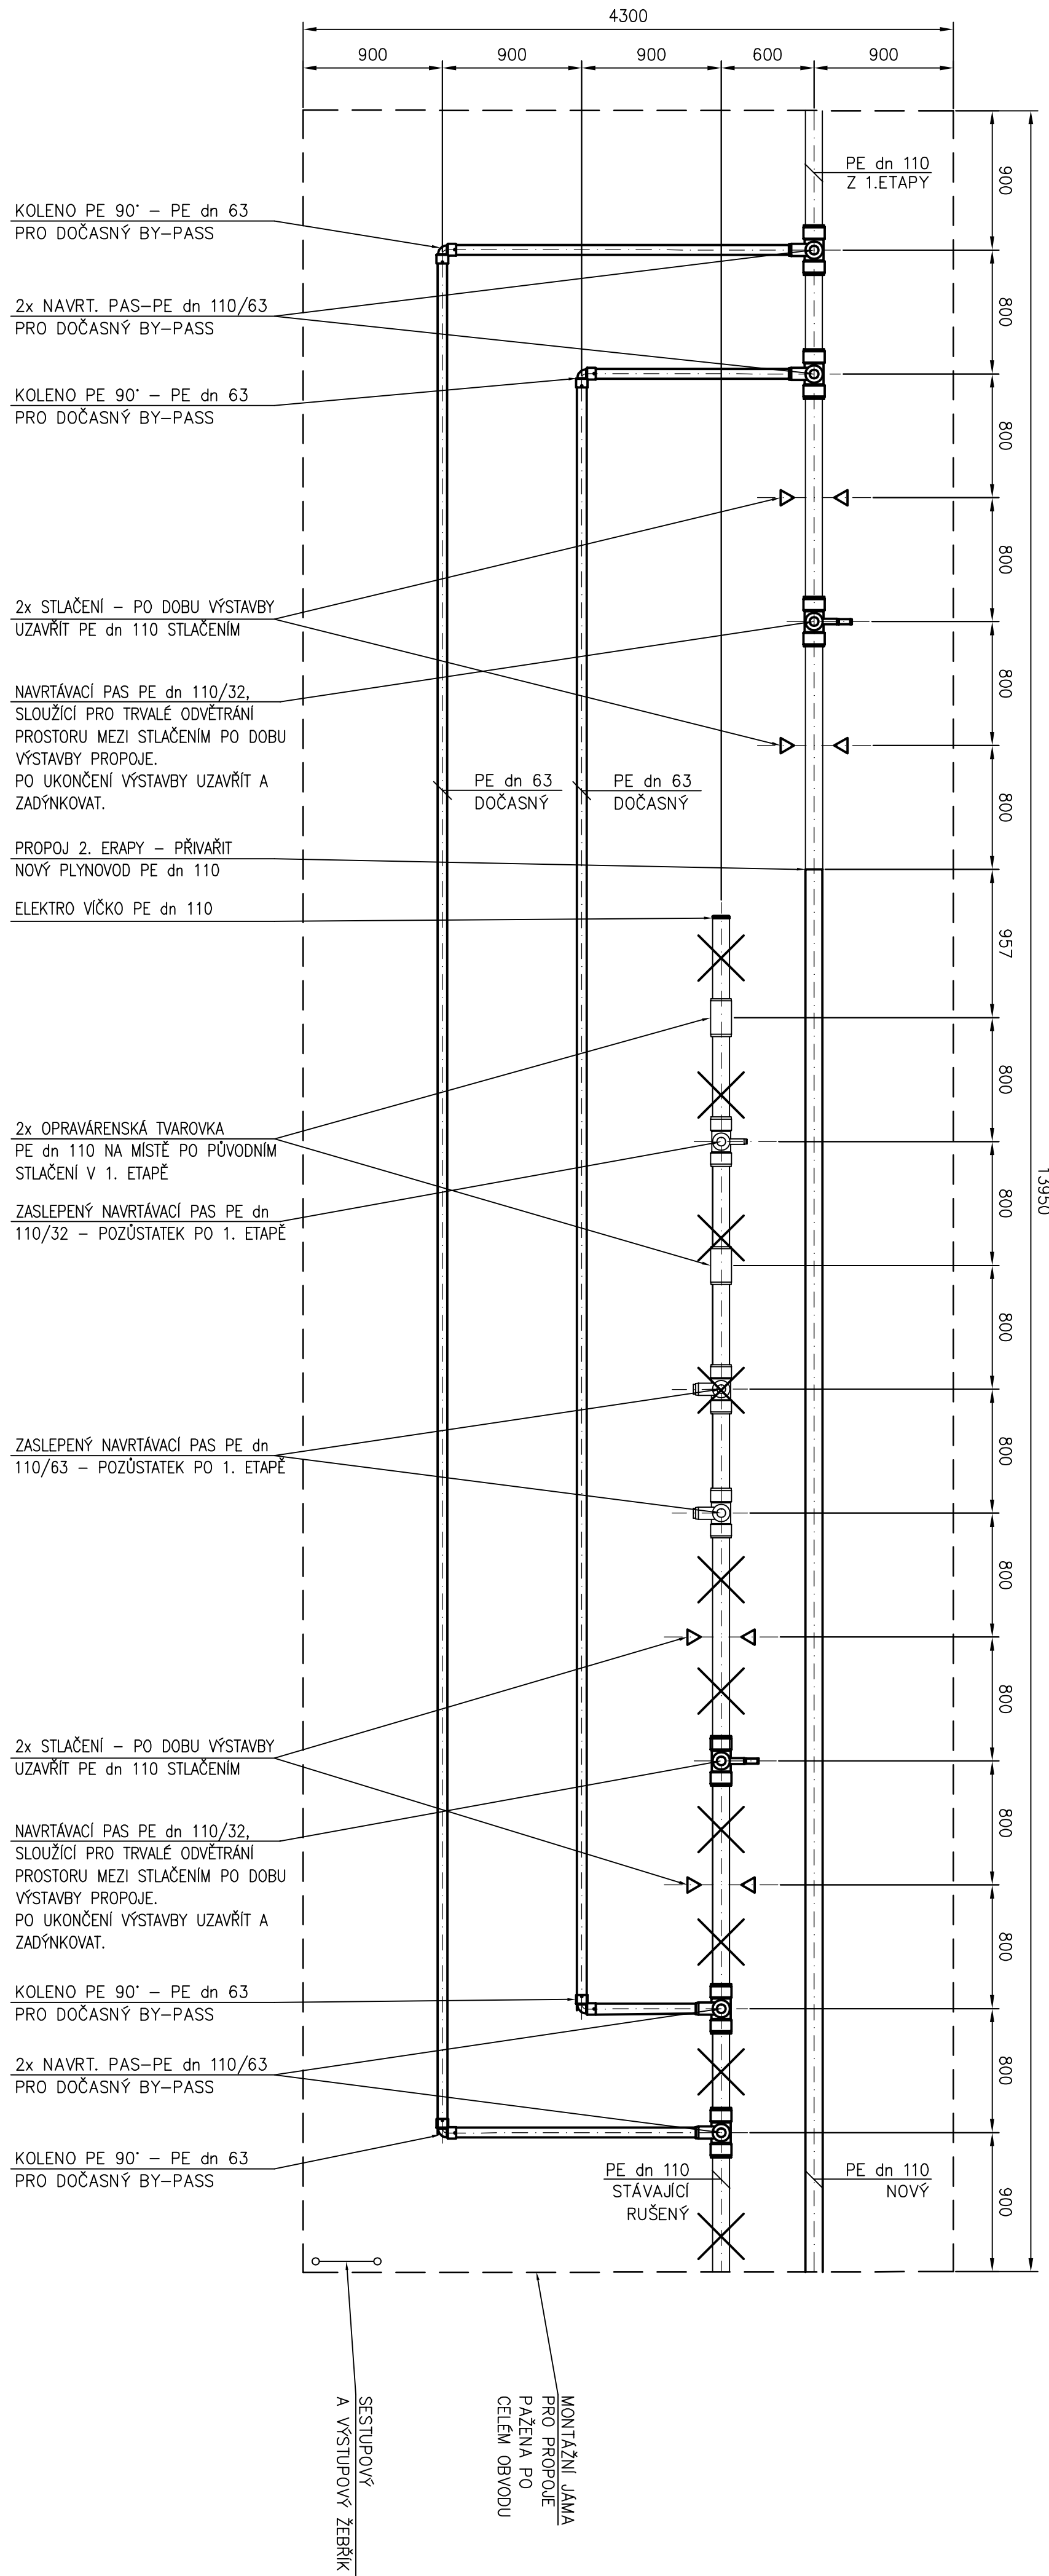 4300
900
900
900
600
900
PE dn 110
Z 1.ETAPY
900
KOLENO PE 90° – PE dn 63
PRO DOČASNÝ BY–PASS
2x NAVRT. PAS–PE dn 110/63
PRO DOČASNÝ BY–PASS
800
KOLENO PE 90° – PE dn 63
PRO DOČASNÝ BY–PASS
800
800
2x STLAČENÍ – PO DOBU VÝSTAVBY
UZAVŘÍT PE dn 110 STLAČENÍM
NAVRTÁVACÍ PAS PE dn 110/32,
SLOUŽÍCÍ PRO TRVALÉ ODVĚTRÁNÍ
PROSTORU MEZI STLAČENÍM PO DOBU
VÝSTAVBY PROPOJE.
PO UKONČENÍ VÝSTAVBY UZAVŘÍT A
ZADÝNKOVAT.
800
PE dn 63
DOČASNÝ
PE dn 63
DOČASNÝ
800
PROPOJ 2. ERAPY – PŘIVAŘIT
NOVÝ PLYNOVOD PE dn 110
ELEKTRO VÍČKO PE dn 110
957
800
2x OPRAVÁRENSKÁ TVAROVKA
PE dn 110 NA MÍSTĚ PO PŮVODNÍM
STLAČENÍ V 1. ETAPĚ
13950
ZASLEPENÝ NAVRTÁVACÍ PAS PE dn
110/32 – POZŮSTATEK PO 1. ETAPĚ
800
800
ZASLEPENÝ NAVRTÁVACÍ PAS PE dn
110/63 – POZŮSTATEK PO 1. ETAPĚ
800
800
800
2x STLAČENÍ – PO DOBU VÝSTAVBY
UZAVŘÍT PE dn 110 STLAČENÍM
NAVRTÁVACÍ PAS PE dn 110/32,
SLOUŽÍCÍ PRO TRVALÉ ODVĚTRÁNÍ
PROSTORU MEZI STLAČENÍM PO DOBU
VÝSTAVBY PROPOJE.
PO UKONČENÍ VÝSTAVBY UZAVŘÍT A
ZADÝNKOVAT.
800
800
KOLENO PE 90° – PE dn 63
PRO DOČASNÝ BY–PASS
2x NAVRT. PAS–PE dn 110/63
PRO DOČASNÝ BY–PASS
800
KOLENO PE 90° – PE dn 63
PRO DOČASNÝ BY–PASS
PE dn 110
STÁVAJÍCÍ
RUŠENÝ
PE dn 110
NOVÝ
900
MONTÁŽNÍ JÁMA
PRO PROPOJE
PAŽENA PO
CELÉM OBVODU
SESTUPOVÝ
A VÝSTUPOVÝ ŽEBŘÍK